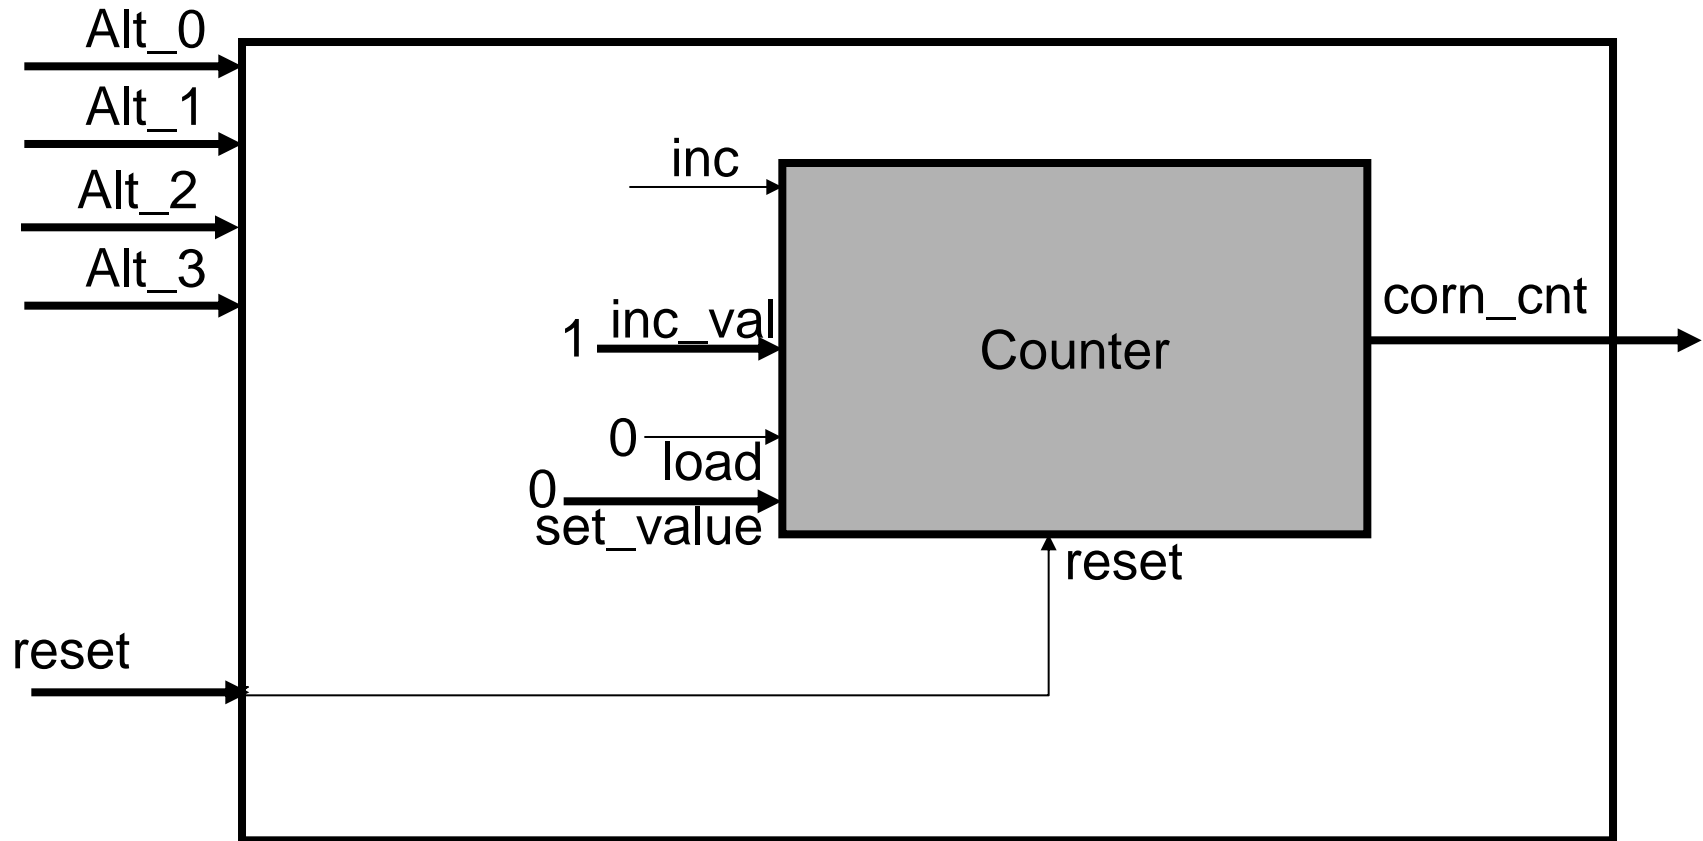 Alt_0
Alt_1
Alt_2
Alt_3
inc
1 inc_val
0 load
0 set_value
Counter
corn_cnt
reset
reset